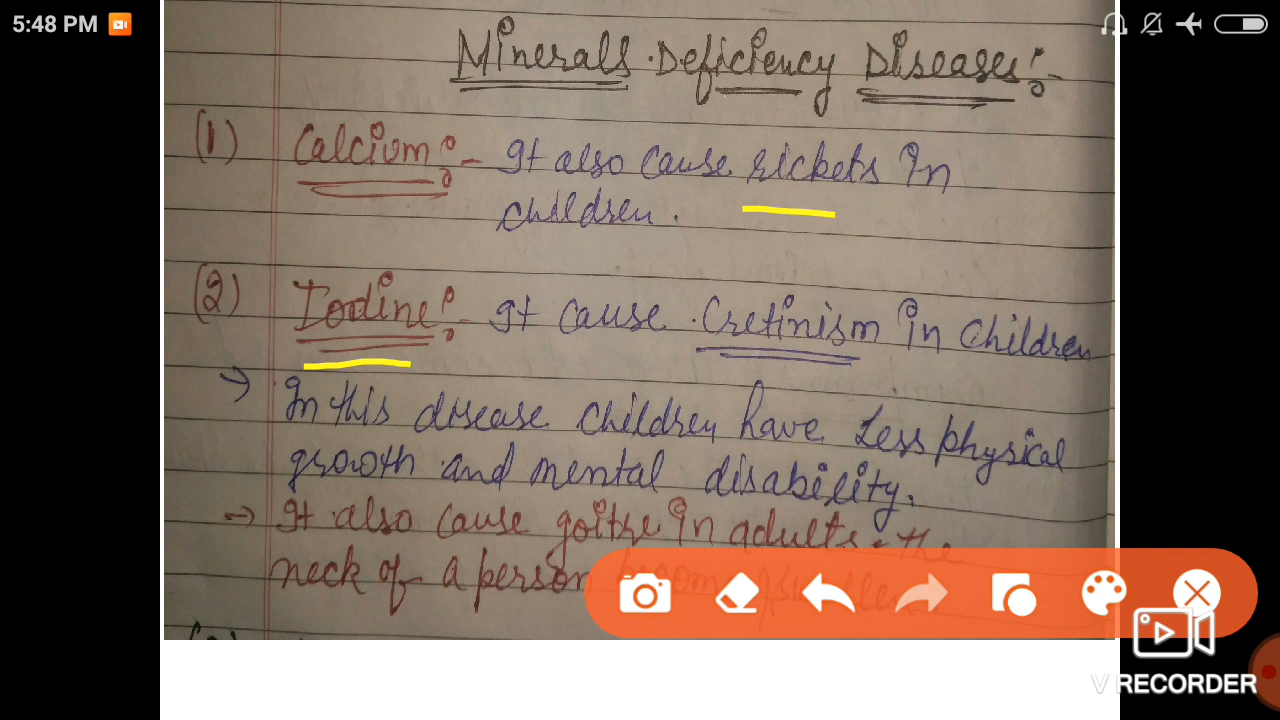 5:48 PM
Minerals Deficiency Diseases:-
(1) Calcium:- It also cause rickets in
children.
(2) Iodine:- It cause Cretinism in children
→ In this disease children have Less physical
growth and mental disability.
→ It also cause goitre in adults. the
neck of a person
V RECORDER